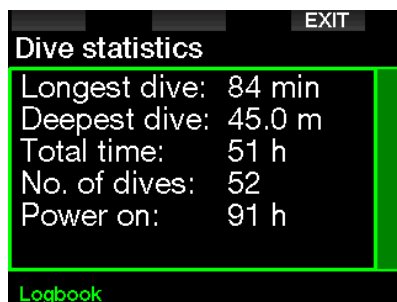 EXIT
Dive statistics
Longest dive: 84 min
Deepest dive: 45.0 m
Total time: 51 h
No. of dives: 52
Power on: 91 h
Logbook